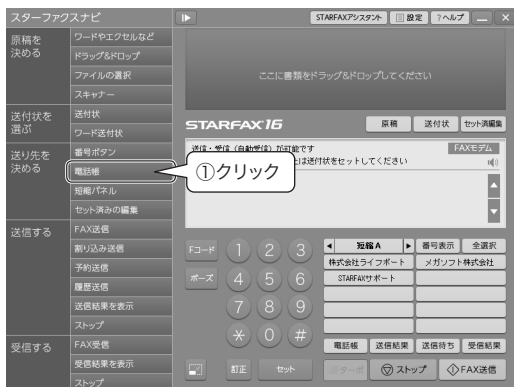 スターファクスナビ
STARFAXアシスタント
設定
?ヘルプ
原稿を
決める
ワードやエクセルなど
ドラッグ&ドロップ
ファイルの選択
スキャナー
送付状を
選ぶ
送付状
ワード送付状
送り先を
決める
番号ボタン
電話帳
短縮パネル
セット済みの編集
送信する
FAX送信
割り込み送信
予約送信
履歴送信
送信結果を表示
ストップ
受信する
FAX受信
受信結果を表示
ストップ
ここに書類をドラッグ&ドロップしてください
STARFAX'16
原稿
送付状
セット済編集
送信・受信(自動受信)が可能です
は送付状をセットしてください
FAXモデム
①クリック
Fコード
1 2 3
ポーズ
4 5 6
7 8 9
* 0 #
訂正
セット
短縮A
番号表示
全選択
株式会社ライフボート
メガソフト株式会社
STARFAXサポート
電話帳
送信結果
送信待ち
受信結果
ターボ
ストップ
FAX送信